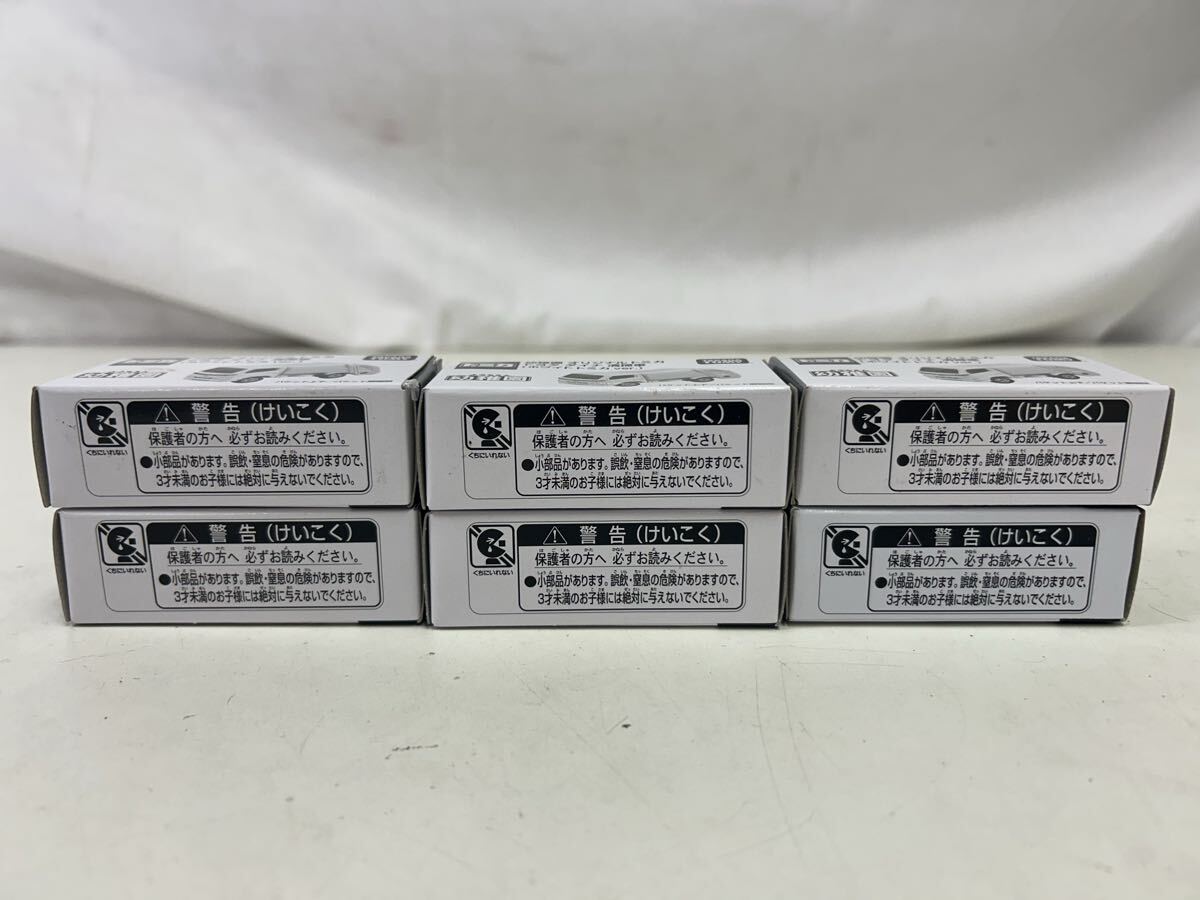 トミカ
TOMICA
警告（けいこく）
保護者の方へ 必ずお読みください。
●小部品があります。誤飲・窒息の危険がありますので、
3才未満のお子様には絶対に与えないでください。
くちにいれない
トミカ
警告（けいこく）
保護者の方へ 必ずお読みください。
●小部品があります。誤飲・窒息の危険がありますので、
3才未満のお子様には絶対に与えないでください。
くちにいれない
トミカ
警告（けいこく）
保護者の方へ 必ずお読みください。
●小部品があります。誤飲・窒息の危険がありますので、
3才未満のお子様には絶対に与えないでください。
くちにいれない
警告（けいこく）
保護者の方へ 必ずお読みください。
●小部品があります。誤飲・窒息の危険がありますので、
3才未満のお子様には絶対に与えないでください。
くちにいれない
警告（けいこく）
保護者の方へ 必ずお読みください。
●小部品があります。誤飲・窒息の危険がありますので、
3才未満のお子様には絶対に与えないでください。
くちにいれない
警告（けいこく）
保護者の方へ 必ずお読みください。
●小部品があります。誤飲・窒息の危険がありますので、
3才未満のお子様には絶対に与えないでください。
くちにいれない